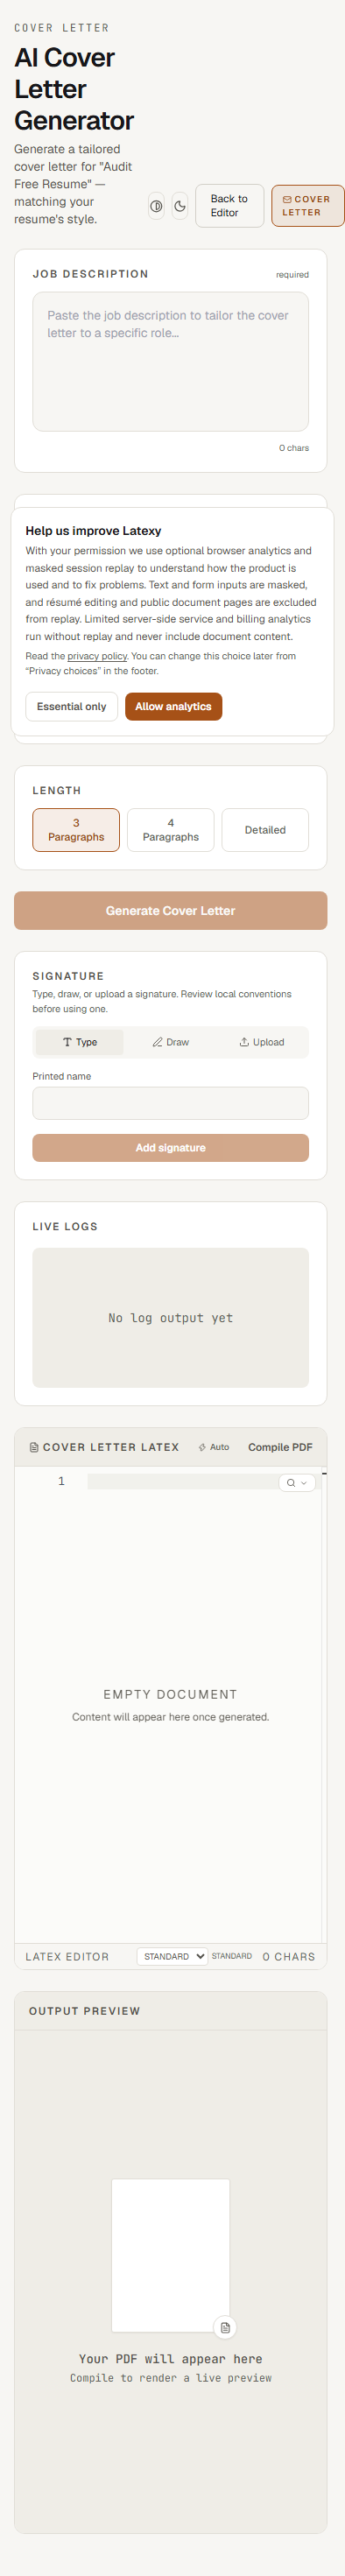 COVER LETTER
AI Cover
Letter
Generator
Generate a tailored
cover letter for "Audit
Free Resume" —
matching your
resume's style.
Back to
Editor
COVER
LETTER
JOB DESCRIPTION
required
Paste the job description to tailor the cover
letter to a specific role...
0 chars
Help us improve Latexy
With your permission we use optional browser analytics and
masked session replay to understand how the product is
used and to fix problems. Text and form inputs are masked,
and résumé editing and public document pages are excluded
from replay. Limited server-side service and billing analytics
run without replay and never include document content.
Read the privacy policy. You can change this choice later from
“Privacy choices” in the footer.
Essential only
Allow analytics
LENGTH
3
Paragraphs
4
Paragraphs
Detailed
Generate Cover Letter
SIGNATURE
Type, draw, or upload a signature. Review local conventions
before using one.
Type
Draw
Upload
Printed name
Add signature
LIVE LOGS
No log output yet
COVER LETTER LATEX
Auto
Compile PDF
1
EMPTY DOCUMENT
Content will appear here once generated.
LATEX EDITOR
STANDARD
STANDARD
0 CHARS
OUTPUT PREVIEW
Your PDF will appear here
Compile to render a live preview